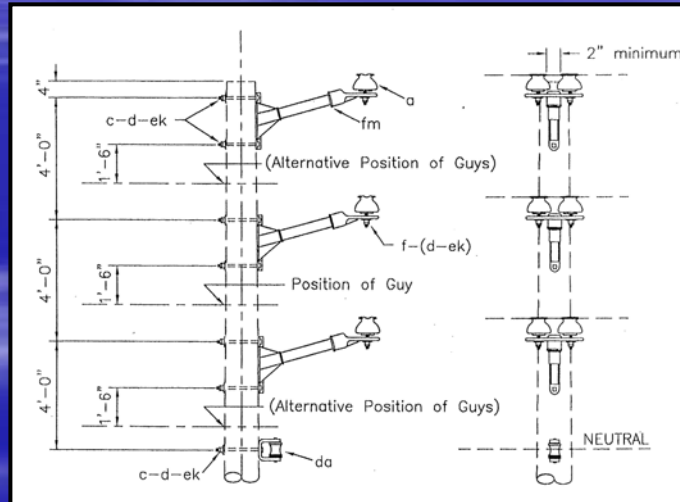 2" minimum
4"
a
c-d-ek
fm
4'-0"
1'-6"
(Alternative Position of Guys)
f-(d-ek)
4'-0"
1'-6"
Position of Guy
4'-0"
1'-6"
(Alternative Position of Guys)
NEUTRAL
c-d-ek
da